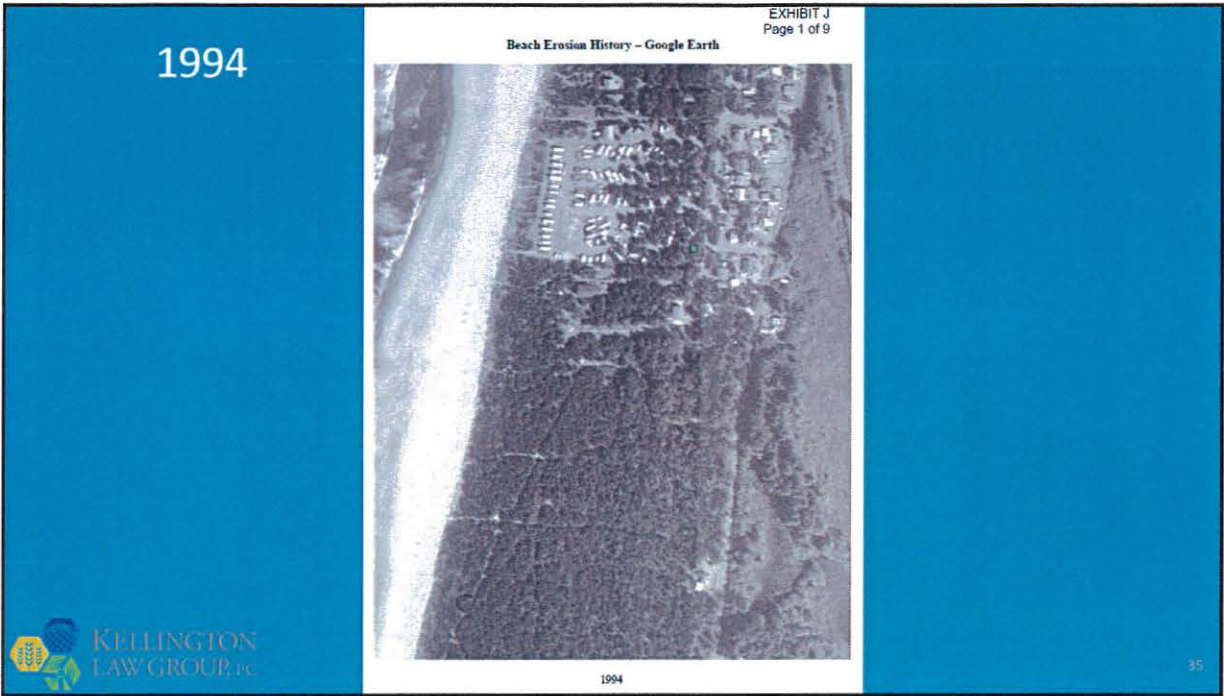 1994
EXHIBIT J
Page 1 of 9
Beach Erosion History – Google Earth
1994
KELLINGTON
LAW GROUP, PC
35